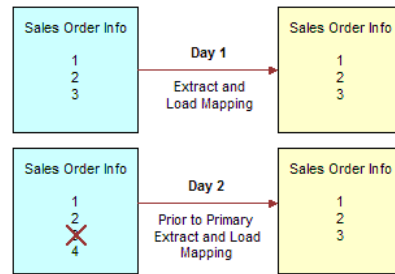 Sales Order Info
1
2
3
Day 1
Extract and
Load Mapping
Sales Order Info
1
2
3
Sales Order Info
1
2
3
4
Day 2
Prior to Primary
Extract and Load
Mapping
Sales Order Info
1
2
3